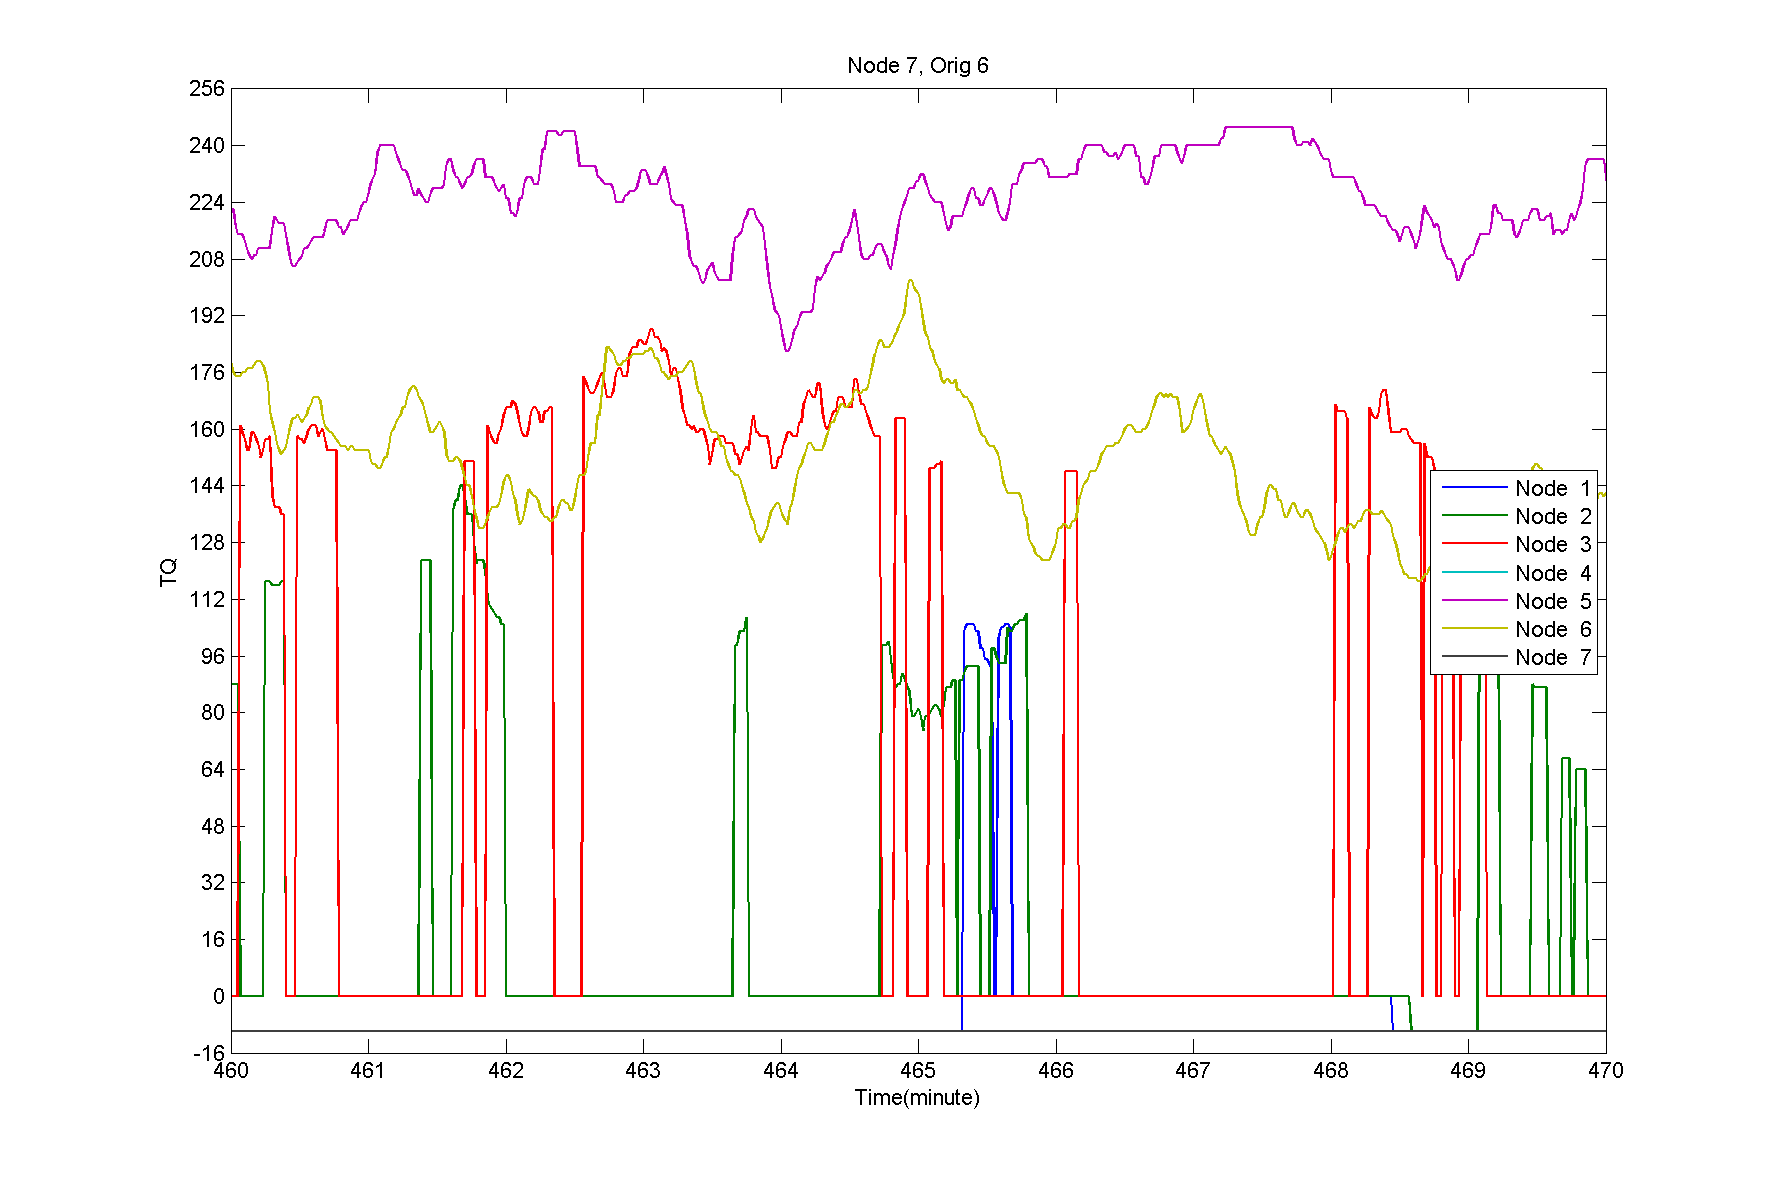 Node 7, Orig 6
256
240
224
208
192
176
160
144
128
112
96
80
64
48
32
16
0
-16
TQ
460 461 462 463 464 465 466 467 468 469 470
Time(minute)
Node 1
Node 2
Node 3
Node 4
Node 5
Node 6
Node 7